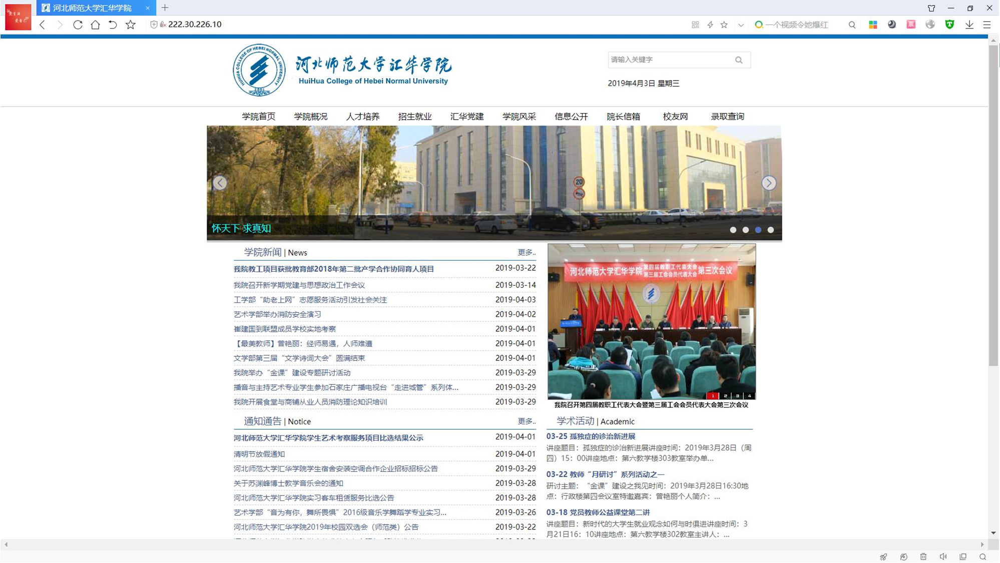 河北师范大学汇华学院
222.30.226.10
一个视频令她爆红
票
HUIHUA COLLEGE OF HEBEI NORMAL UNIVERSITY
2001
河北师范大学汇华学院
HuiHua College of Hebei Normal University
请输入关键字
2019年4月3日 星期三
学院首页 学院概况 人才培养 招生就业 汇华党建 学院风采 信息公开 院长信箱 校友网 录取查询
20
怀天下 求真知
学院新闻 | News 更多..
我院教工项目获批教育部2018年第二批产学合作协同育人项目 2019-03-22
我院召开新学期党建与思想政治工作会议 2019-03-14
工学部“助老上网”志愿服务活动引发社会关注 2019-04-03
艺术学部举办消防安全演习 2019-04-02
崔建国到联盟成员学校实地考察 2019-04-01
【最美教师】曾艳丽：经师易遇，人师难遭 2019-04-01
文学部第三届“文学诗词大会”圆满结束 2019-04-01
我院举办“金课”建设专题研讨活动 2019-03-29
播音与主持艺术专业学生参加石家庄广播电视台“走进城管”系列体... 2019-03-29
我院开展食堂与商铺从业人员消防理论知识培训 2019-03-29
河北师范大学汇华学院
第四届教职工代表大会
第三届工会会员代表大会
第三次会议
1 2 3 4
我院召开第四届教职工代表大会暨第三届工会会员代表大会第三次会议
通知通告 | Notice 更多..
河北师范大学汇华学院学生艺术考察服务项目比选结果公示 2019-04-01
清明节放假通知 2019-04-01
河北师范大学汇华学院学生宿舍安装空调合作企业招标招标公告 2019-03-29
关于苏渊峰博士教学音乐会的通知 2019-03-28
河北师范大学汇华学院实习客车租赁服务比选公告 2019-03-28
艺术学部“音为有你，舞所畏惧”2016级音乐学舞蹈学专业实习... 2019-03-26
河北师范大学汇华学院2019年校园双选会（师范类）公告 2019-03-22
学术活动 | Academic
03-25 孤独症的诊治新进展
讲座题目：孤独症的诊治新进展讲座时间：2019年3月28日（周
四）15：00讲座地点：第六教学楼303教室举办单...
03-22 教师“月研讨”系列活动之一
研讨主题：“金课”建设之我见时间：2019年3月28日16:30地
点：行政楼第四会议室特邀嘉宾：曾艳丽个人简介：...
03-18 党员教师公益课堂第二讲
讲座题目：新时代的大学生就业观念如何与时俱进讲座时间：3
月21日16：10讲座地点：第六教学楼302教室主讲人：...